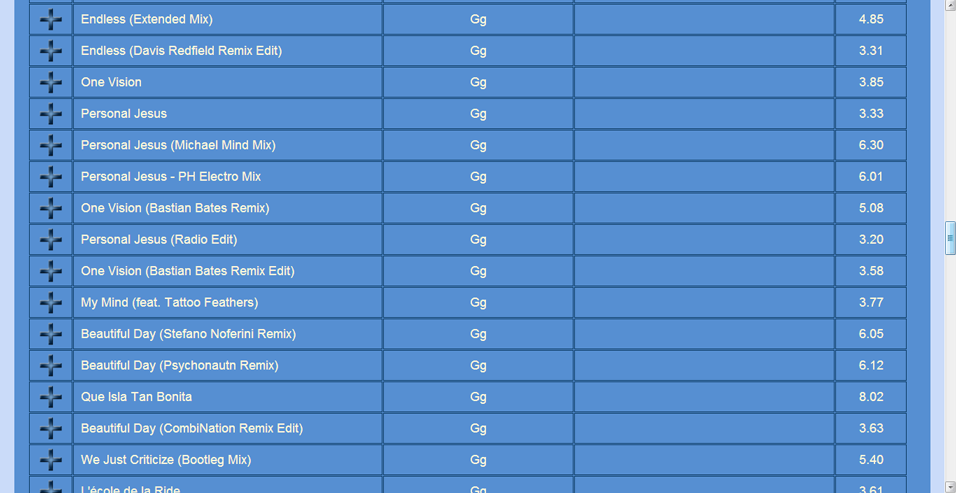 Endless (Extended Mix) Gg 4.85
Endless (Davis Redfield Remix Edit) Gg 3.31
One Vision Gg 3.85
Personal Jesus Gg 3.33
Personal Jesus (Michael Mind Mix) Gg 6.30
Personal Jesus - PH Electro Mix Gg 6.01
One Vision (Bastian Bates Remix) Gg 5.08
Personal Jesus (Radio Edit) Gg 3.20
One Vision (Bastian Bates Remix Edit) Gg 3.58
My Mind (feat. Tattoo Feathers) Gg 3.77
Beautiful Day (Stefano Noferini Remix) Gg 6.05
Beautiful Day (Psychonautn Remix) Gg 6.12
Que Isla Tan Bonita Gg 8.02
Beautiful Day (CombiNation Remix Edit) Gg 3.63
We Just Criticize (Bootleg Mix) Gg 5.40
L'école de la Ride Gg 3.61